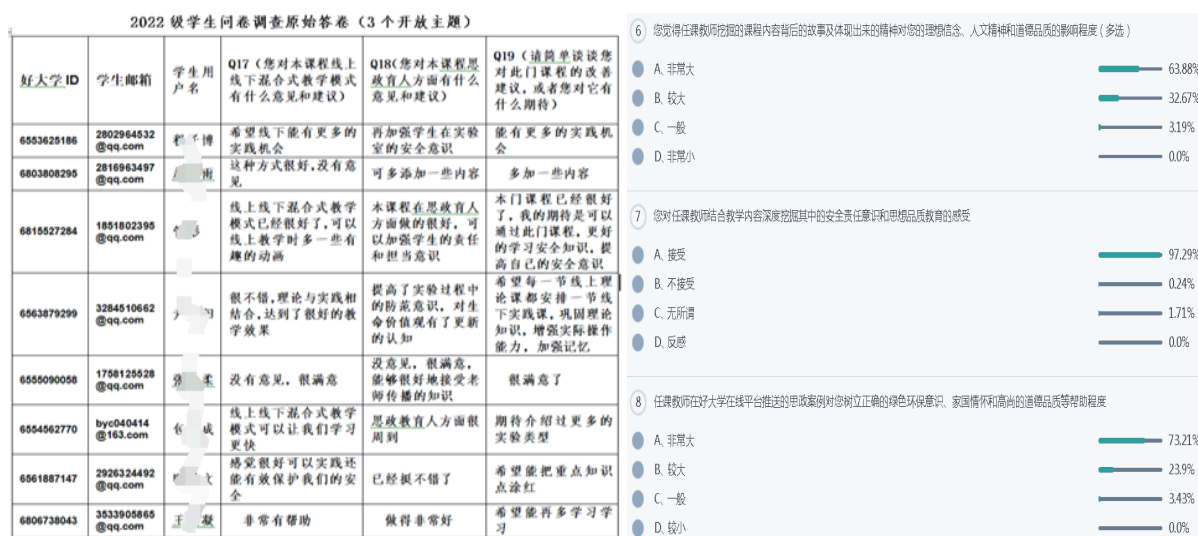 2022 级学生问卷调查原始答卷（3 个开放主题）
好大学ID
学生邮箱
学生用
户名
Q17（您对本课程线上
线下混合式教学模式
有什么意见和建议）
Q18(您对本课程思
政育人方面有什么
意见和建议）
Q19（请简单谈谈您
对此门课程的改善
建议，或者您对它有
什么期待）
6553625186
2802964532
@qq.com
博
希望线下能有更多的
实践机会
再加强学生在实验
室的安全意识
能有更多的实践机
会
6803808295
2816963497
@qq.com
雨
这种方式很好,没有意
见
可多添加一些内容
多加一些内容
6815527284
1851802395
@qq.com
线上线下混合式教学
模式已经很好了,可以
线上教学时多一些有
趣的动画
本课程在思政育人
方面做的很好，可
以加强学生的责任
和担当意识
本门课程已经很好
了，我的期待是可以
通过此门课程，更好
的学习安全知识，提
高自己的安全意识
6563879299
3284510662
@qq.com
很不错,理论与实践相
结合,达到了很好的教
学效果
提高了实验过程中
的防范意识，对生
命价值观有了更新
的认知
希望每一节线上理
论课都安排一节线
下实践课，巩固理论
知识，增强实际操作
能力，加强记忆
6555090058
1758125528
@qq.com
张 柔
没有意见，很满意
没意见，很满意，
能够很好地接受老
师传播的知识
很满意了
6554562770
byc040414
@163.com
成
线上线下混合式教学
模式可以让我们学习
更快
思政教育人方面很
周到
期待介绍过更多的
实验类型
6561887147
2926324492
@qq.com
文
感觉很好可以实践还
能有效保护我们的安
全
已经挺不错了
希望能把重点知识
点涂红
6806738043
3533905865
@qq.com
王 凝
非常有帮助
做得非常好
希望能再多学习学
习
6 您觉得任课教师挖掘的课程内容背后的故事及体现出来的精神对您的理想信念、人文精神和道德品质的影响程度（多选）
A. 非常大 63.88%
B. 较大 32.67%
C. 一般 3.19%
D. 非常小 0.0%
7 您对任课教师结合教学内容深度挖掘其中的安全责任意识和思想品质教育的感受
A. 接受 97.29%
B. 不接受 0.24%
C. 无所谓 1.71%
D. 反感 0.0%
8 任课教师在好大学在线平台推送的思政案例对您树立正确的绿色环保意识、家国情怀和高尚的道德品质等帮助程度
A. 非常大 73.21%
B. 较大 23.9%
C. 一般 3.43%
D. 较小 0.0%